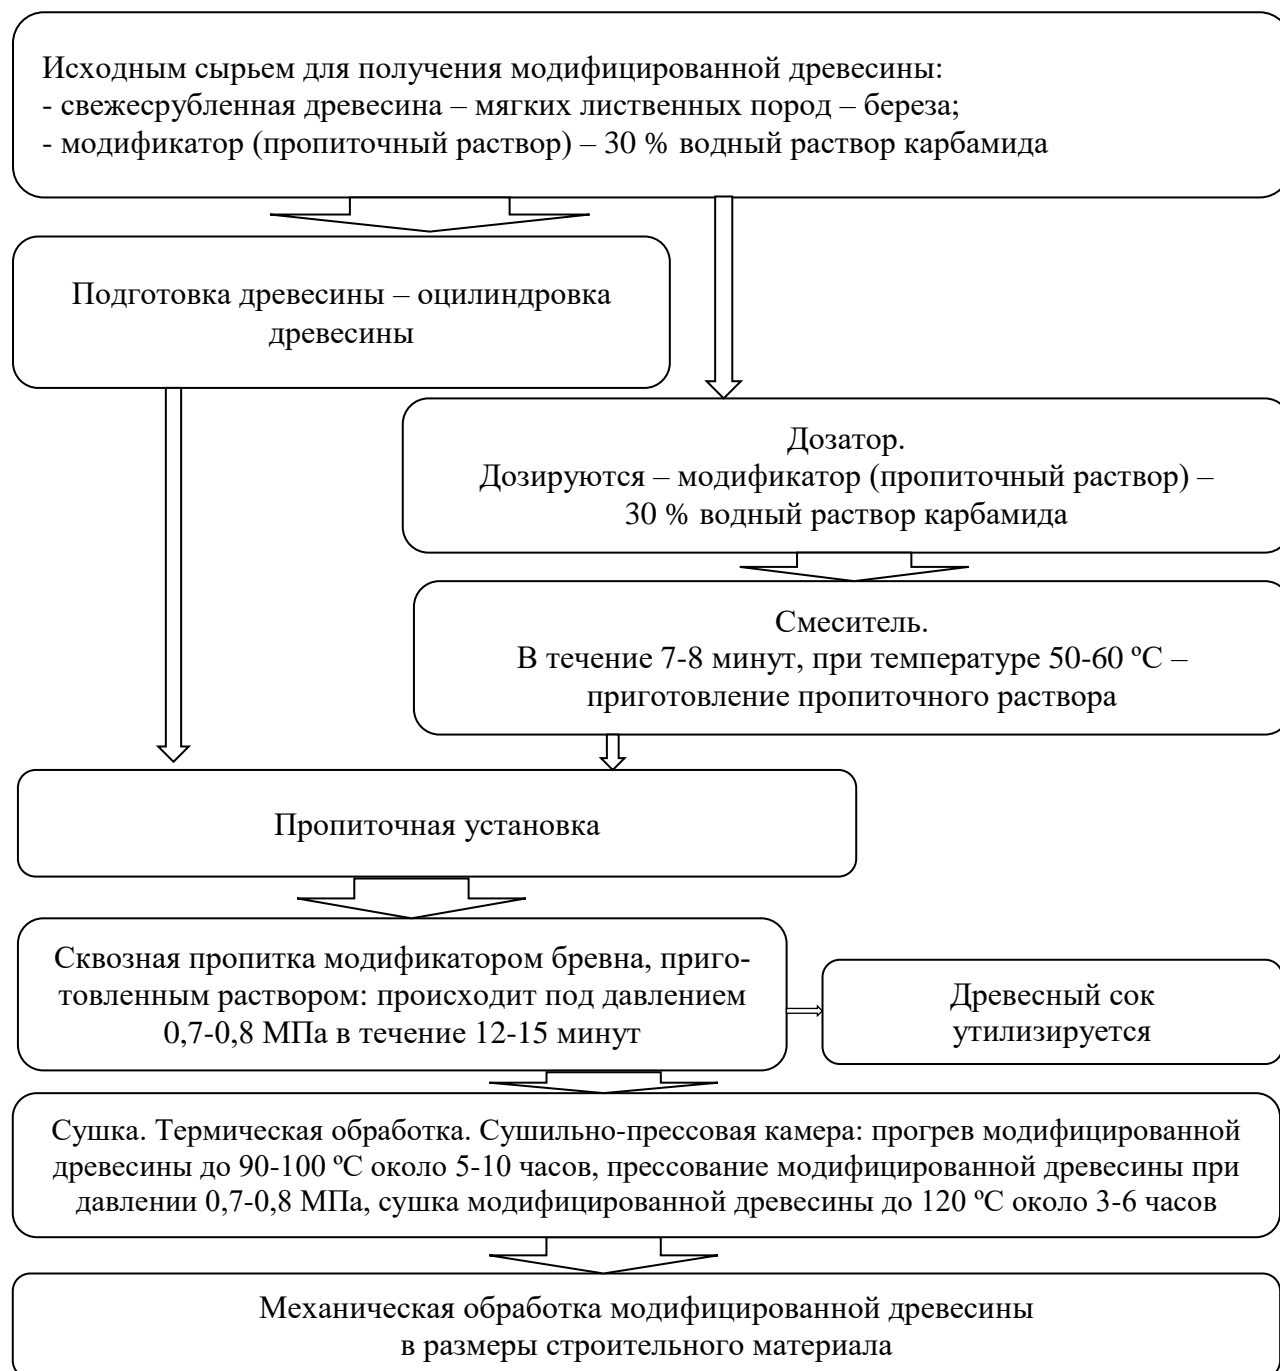 Исходным сырьем для получения модифицированной древесины:
- свежесрубленная древесина – мягких лиственных пород – береза;
- модификатор (пропиточный раствор) – 30 % водный раствор карбамида
Подготовка древесины – оцилиндровка
древесины
Дозатор.
Дозируются – модификатор (пропиточный раствор) –
30 % водный раствор карбамида
Смеситель.
В течение 7-8 минут, при температуре 50-60 ºС –
приготовление пропиточного раствора
Пропиточная установка
Сквозная пропитка модификатором бревна, приго-
товленным раствором: происходит под давлением
0,7-0,8 МПа в течение 12-15 минут
Древесный сок
утилизируется
Сушка. Термическая обработка. Сушильно-прессовая камера: прогрев модифицированной
древесины до 90-100 ºС около 5-10 часов, прессование модифицированной древесины при
давлении 0,7-0,8 МПа, сушка модифицированной древесины до 120 ºС около 3-6 часов
Механическая обработка модифицированной древесины
в размеры строительного материала